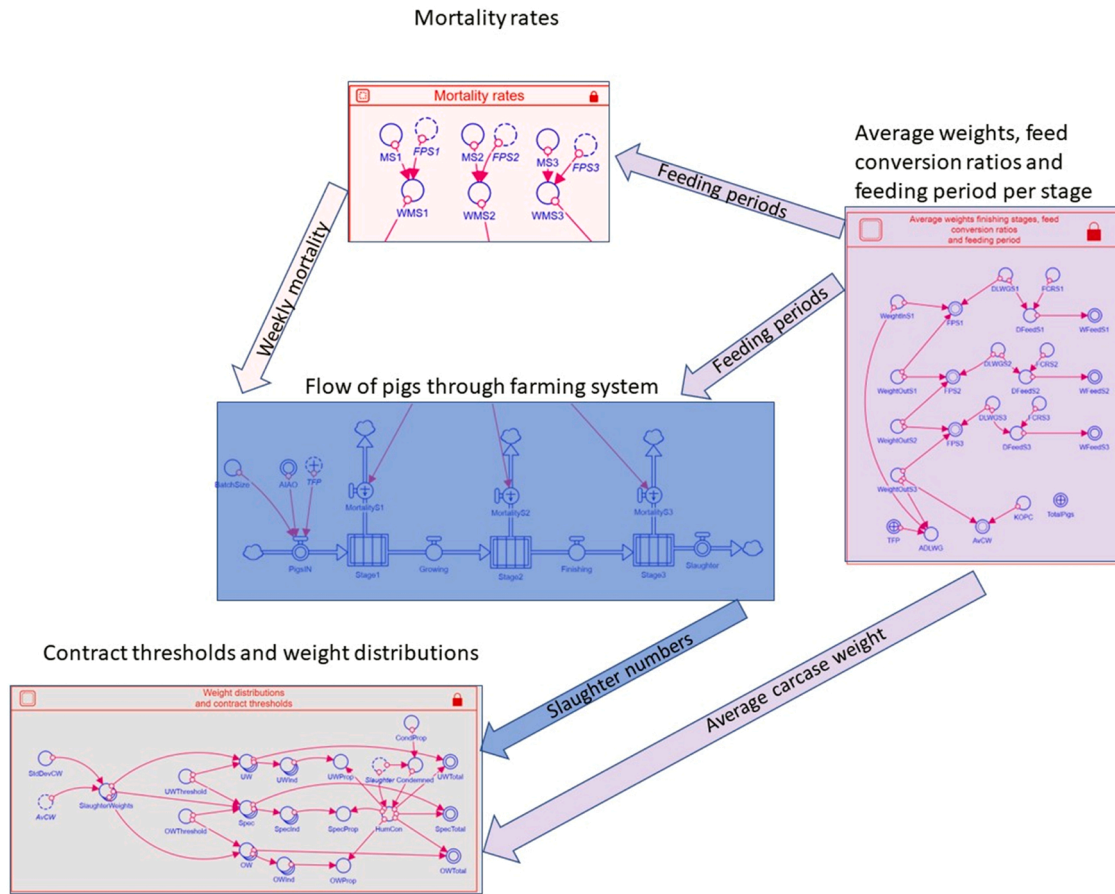 Mortality rates
Mortality rates
MS1
FPS1
MS2
FPS2
MS3
FPS3
WMS1
WMS2
WMS3
Average weights, feed
conversion ratios and
feeding period per stage
Average weights finishing stages, feed
conversion ratios
and feeding period
DLWGS1
FCRS1
WeightInS1
FPS1
DFeedS1
WFeedS1
DLWGS2
FCRS2
WeightOutS1
FPS2
DFeedS2
WFeedS2
DLWGS3
FCRS3
WeightOutS2
FPS3
DFeedS3
WFeedS3
WeightOutS3
KOPC
TotalPigs
TFP
ADLWG
AvCW
Feeding periods
Feeding periods
Weekly mortality
Flow of pigs through farming system
BatchSize
AIAO
TFP
MortalityS1
MortalityS2
MortalityS3
PigsIN
Stage1
Growing
Stage2
Finishing
Stage3
Slaughter
Slaughter numbers
Average carcase weight
Contract thresholds and weight distributions
Weight distributions
and contract thresholds
CondProp
StdDevCW
UW
UWInd
UWProp
Slaughter
Condemned
UWTotal
UWThreshold
AvCW
SlaughterWeights
Spec
SpecInd
SpecProp
HumCon
SpecTotal
OWThreshold
OW
OWind
OWProp
OWTotal